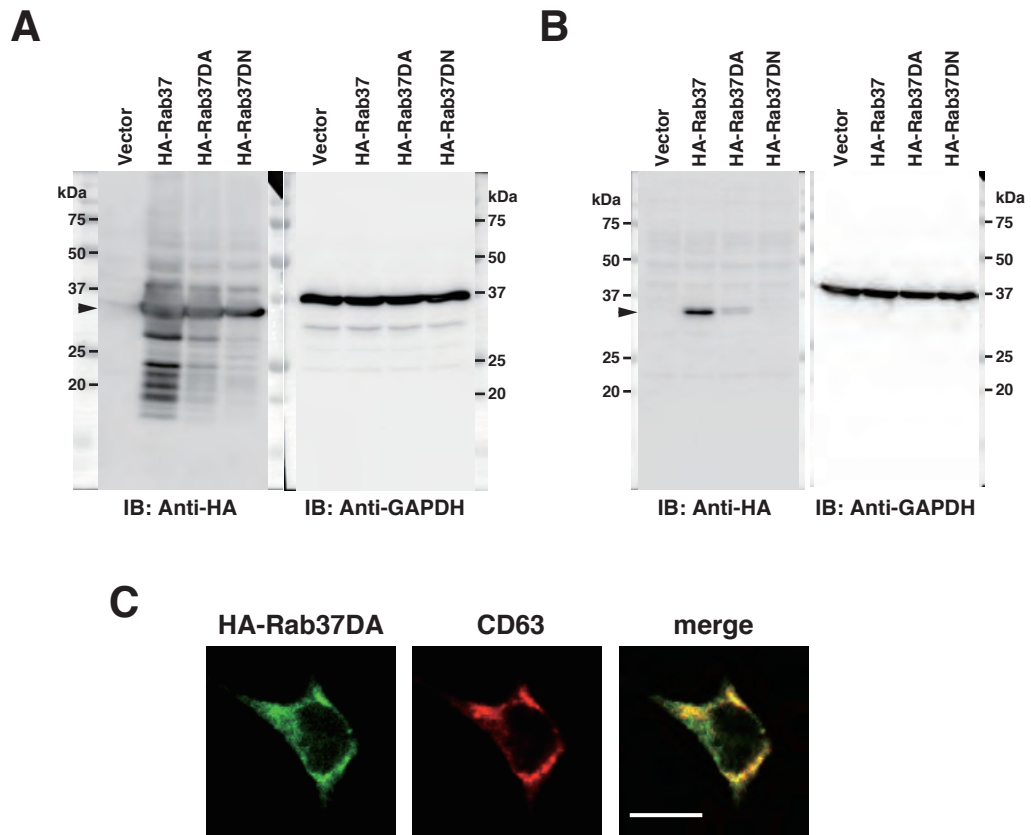 A
Vector
HA-Rab37
HA-Rab37DA
HA-Rab37DN
Vector
HA-Rab37
HA-Rab37DA
HA-Rab37DN
kDa
75
50
37
25
20
kDa
75
50
37
25
20
IB: Anti-HA
IB: Anti-GAPDH
B
Vector
HA-Rab37
HA-Rab37DA
HA-Rab37DN
Vector
HA-Rab37
HA-Rab37DA
HA-Rab37DN
kDa
75
50
37
25
20
kDa
75
50
37
25
20
IB: Anti-HA
IB: Anti-GAPDH
C
HA-Rab37DA
CD63
merge